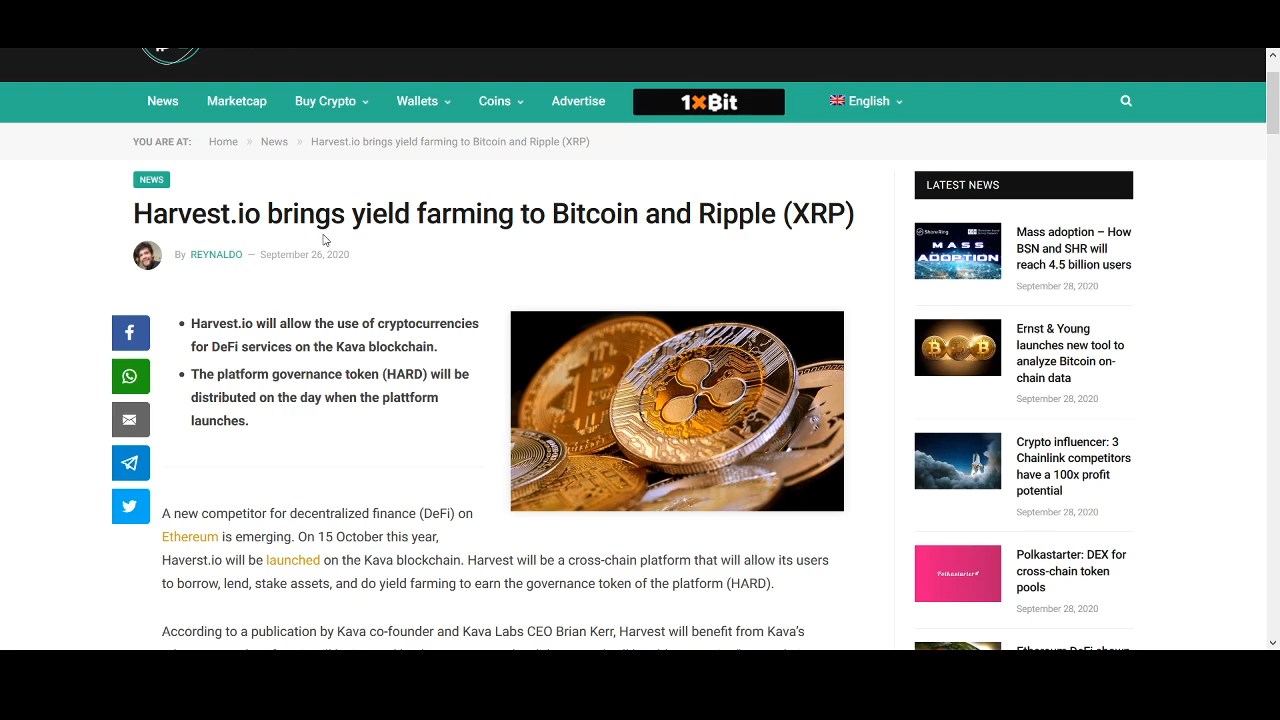 News Marketcap Buy Crypto Wallets Coins Advertise 1xBit English
YOU ARE AT: Home » News » Harvest.io brings yield farming to Bitcoin and Ripple (XRP)
NEWS
Harvest.io brings yield farming to Bitcoin and Ripple (XRP)
By REYNALDO — September 26, 2020
• Harvest.io will allow the use of cryptocurrencies
for DeFi services on the Kava blockchain.
• The platform governance token (HARD) will be
distributed on the day when the plattform
launches.
A new competitor for decentralized finance (DeFi) on
Ethereum is emerging. On 15 October this year,
Haverst.io will be launched on the Kava blockchain. Harvest will be a cross-chain platform that will allow its users
to borrow, lend, stake assets, and do yield farming to earn the governance token of the platform (HARD).
According to a publication by Kava co-founder and Kava Labs CEO Brian Kerr, Harvest will benefit from Kava's
LATEST NEWS
ShareRing
MASS
ADOPTION
Mass adoption – How
BSN and SHR will
reach 4.5 billion users
September 28, 2020
Ernst & Young
launches new tool to
analyze Bitcoin on-
chain data
September 28, 2020
Crypto influencer: 3
Chainlink competitors
have a 100x profit
potential
September 28, 2020
Polkastarter
Polkastarter: DEX for
cross-chain token
pools
September 28, 2020